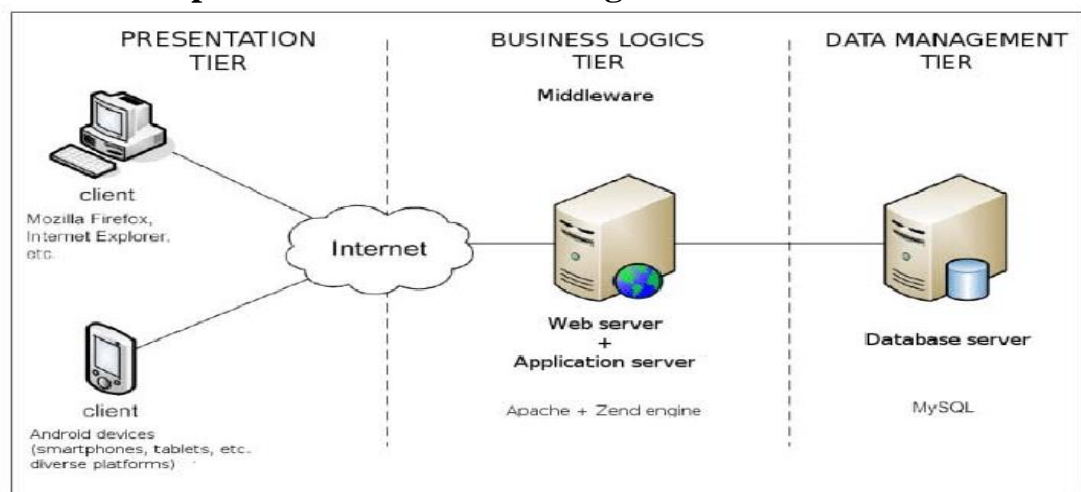 PRESENTATION
TIER
BUSINESS LOGICS
TIER
DATA MANAGEMENT
TIER
Middleware
client
Mozilla Firefox,
Internet Explorer,
etc.
Internet
client
Android devices
(smartphones, tablets, etc.
diverse platforms)
Web server
+
Application server
Apache + Zend engine
Database server
MySQL